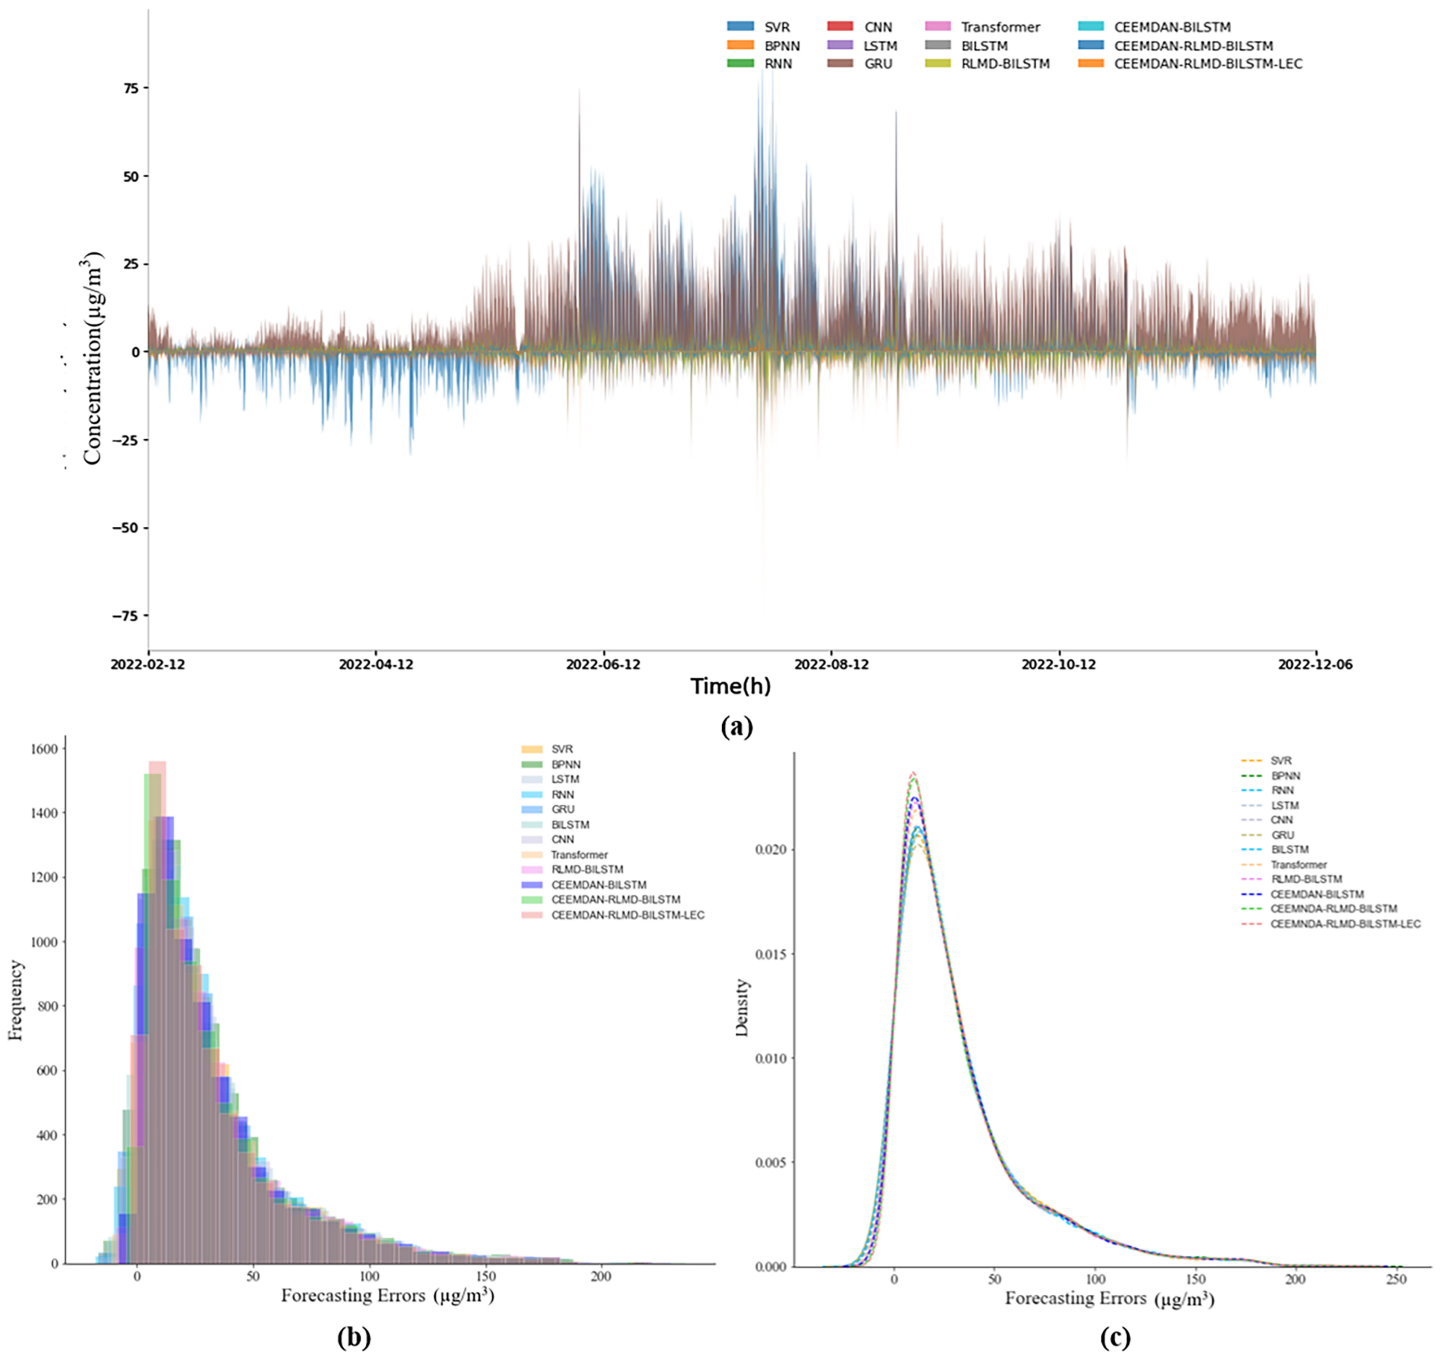 SVR CNN Transformer CEEMDAN-BILSTM
BPNN LSTM BILSTM CEEMDAN-RLMD-BILSTM
RNN GRU RLMD-BILSTM CEEMDAN-RLMD-BILSTM-LEC
75
50
25
0
−25
−50
−75
Concentration(µg/m³)
2022-02-12 2022-04-12 2022-06-12 2022-08-12 2022-10-12 2022-12-06
Time(h)
(a)
1600
1400
1200
1000
800
600
400
200
0
Frequency
SVR
BPNN
LSTM
RNN
GRU
BILSTM
CNN
Transformer
RLMD-BILSTM
CEEMDAN-BILSTM
CEEMDAN-RLMD-BILSTM
CEEMDAN-RLMD-BILSTM-LEC
0 50 100 150 200
Forecasting Errors (µg/m³)
(b)
0.020
0.015
0.010
0.005
0.000
Density
SVR
BPNN
RNN
LSTM
CNN
GRU
BILSTM
Transformer
RLMD-BILSTM
CEEMDAN-BILSTM
CEEMNDA-RLMD-BILSTM
CEEMNDA-RLMD-BILSTM-LEC
0 50 100 150 200 250
Forecasting Errors (µg/m³)
(c)